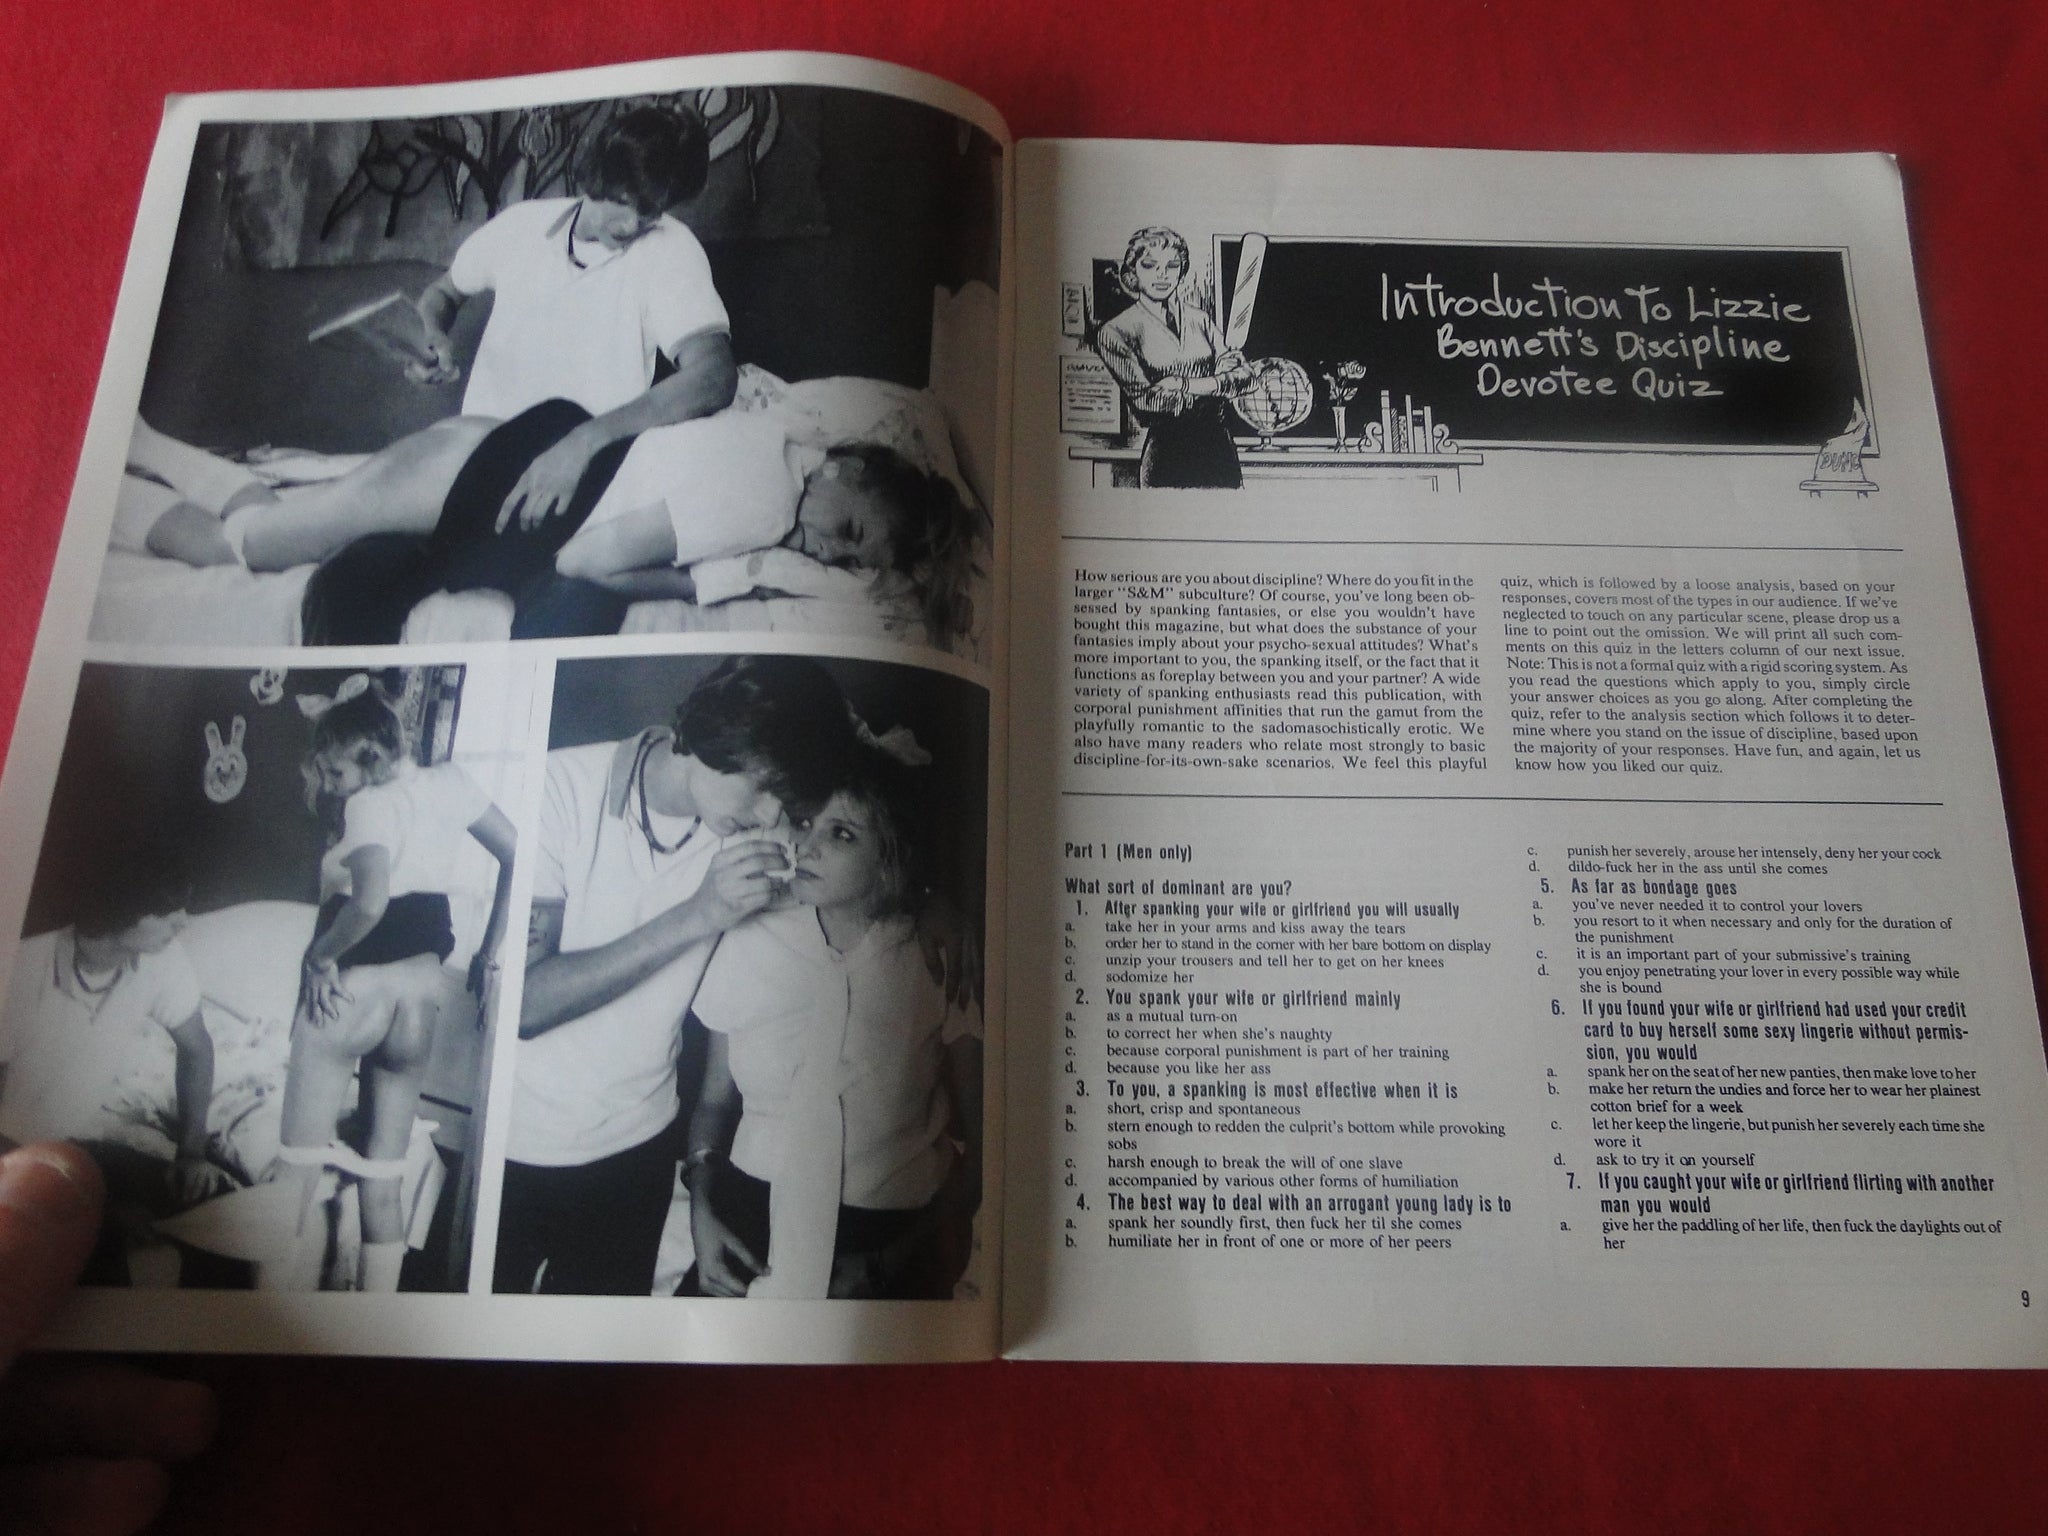 Introduction To Lizzie
Bennett's Discipline
Devotee Quiz
How serious are you about discipline? Where do you fit in the
larger "S&M" subculture? Of course, you've long been ob-
sessed by spanking fantasies, or else you wouldn't have
bought this magazine, but what does the substance of your
fantasies imply about your psycho-sexual attitudes? What's
more important to you, the spanking itself, or the fact that it
functions as foreplay between you and your partner? A wide
variety of spanking enthusiasts read this publication, with
corporal punishment affinities that run the gamut from the
playfully romantic to the sadomasochistically erotic. We
also have many readers who relate most strongly to basic
discipline-for-its-own-sake scenarios. We feel this playful
quiz, which is followed by a loose analysis, based on your
responses, covers most of the types in our audience. If we've
neglected to touch on any particular scene, please drop us a
line to point out the omission. We will print all such com-
ments on this quiz in the letters column of our next issue.
Note: This is not a formal quiz with a rigid scoring system. As
you read the questions which apply to you, simply circle
your answer choices as you go along. After completing the
quiz, refer to the analysis section which follows it to deter-
mine where you stand on the issue of discipline, based upon
the majority of your responses. Have fun, and again, let us
know how you liked our quiz.
Part 1 (Men only)
What sort of dominant are you?
1. After spanking your wife or girlfriend you will usually
a. take her in your arms and kiss away the tears
b. order her to stand in the corner with her bare bottom on display
c. unzip your trousers and tell her to get on her knees
d. sodomize her
2. You spank your wife or girlfriend mainly
a. as a mutual turn-on
b. to correct her when she's naughty
c. because corporal punishment is part of her training
d. because you like her ass
3. To you, a spanking is most effective when it is
a. short, crisp and spontaneous
b. stern enough to redden the culprit's bottom while provoking
sobs
c. harsh enough to break the will of one slave
d. accompanied by various other forms of humiliation
4. The best way to deal with an arrogant young lady is to
a. spank her soundly first, then fuck her til she comes
b. humiliate her in front of one or more of her peers
c. punish her severely, arouse her intensely, deny her your cock
d. dildo-fuck her in the ass until she comes
5. As far as bondage goes
a. you've never needed it to control your lovers
b. you resort to it when necessary and only for the duration of
the punishment
c. it is an important part of your submissive's training
d. you enjoy penetrating your lover in every possible way while
she is bound
6. If you found your wife or girlfriend had used your credit
card to buy herself some sexy lingerie without permis-
sion, you would
a. spank her on the seat of her new panties, then make love to her
b. make her return the undies and force her to wear her plainest
cotton brief for a week
c. let her keep the lingerie, but punish her severely each time she
wore it
d. ask to try it on yourself
7. If you caught your wife or girlfriend flirting with another
man you would
a. give her the paddling of her life, then fuck the daylights out of
her
9